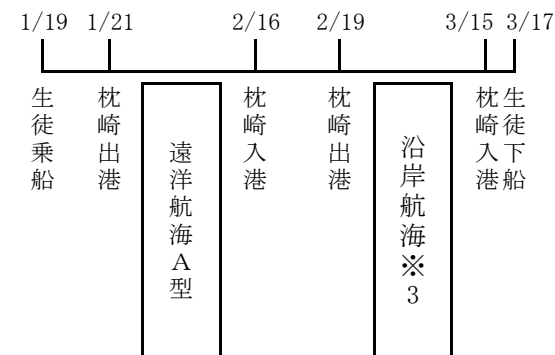 1/19 1/21 2/16 2/19 3/15 3/17
生徒乗船
枕崎出港
遠洋航海A型
枕崎入港
枕崎出港
沿岸航海※3
枕崎入港
生徒下船